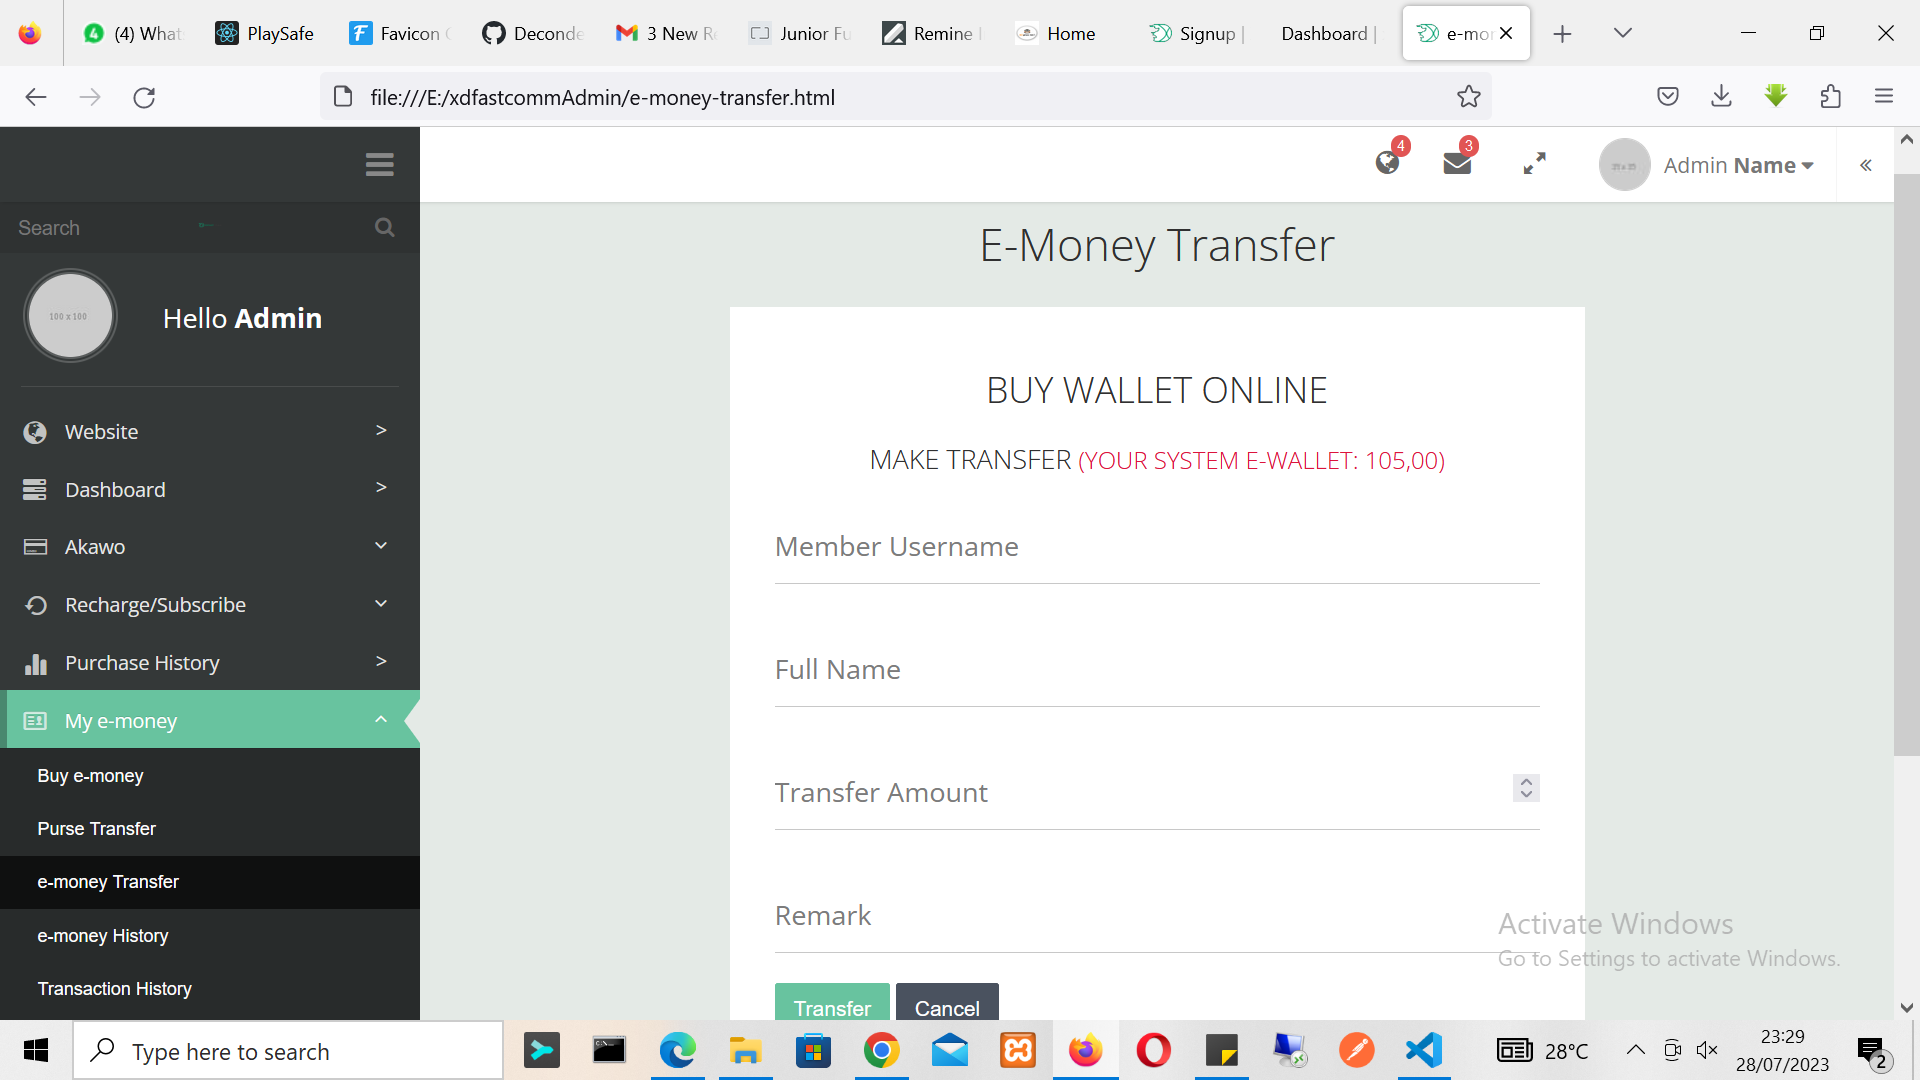 (4) What
PlaySafe
Favicon
Deconde
3 New R
Junior Fu
Remine
Home
Signup |
Dashboard |
e-mor
file:///E:/xdfastcommAdmin/e-money-transfer.html
4
3
Admin Name
Search
100 x 100
Hello Admin
Website
Dashboard
Akawo
Recharge/Subscribe
Purchase History
My e-money
Buy e-money
Purse Transfer
e-money Transfer
e-money History
Transaction History
E-Money Transfer
BUY WALLET ONLINE
MAKE TRANSFER (YOUR SYSTEM E-WALLET: 105,00)
Member Username
Full Name
Transfer Amount
Remark
Transfer
Cancel
Activate Windows
Go to Settings to activate Windows.
Type here to search
28°C
23:29
28/07/2023
2